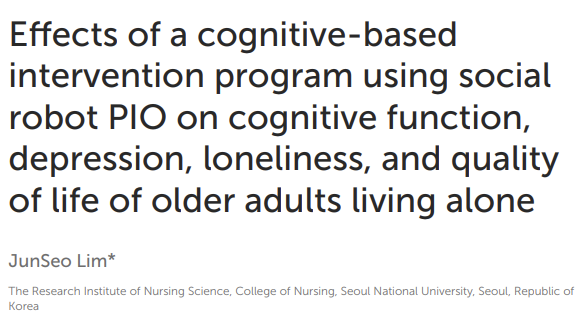 Effects of a cognitive-based
intervention program using social
robot PIO on cognitive function,
depression, loneliness, and quality
of life of older adults living alone
JunSeo Lim*
The Research Institute of Nursing Science, College of Nursing, Seoul National University, Seoul, Republic of
Korea